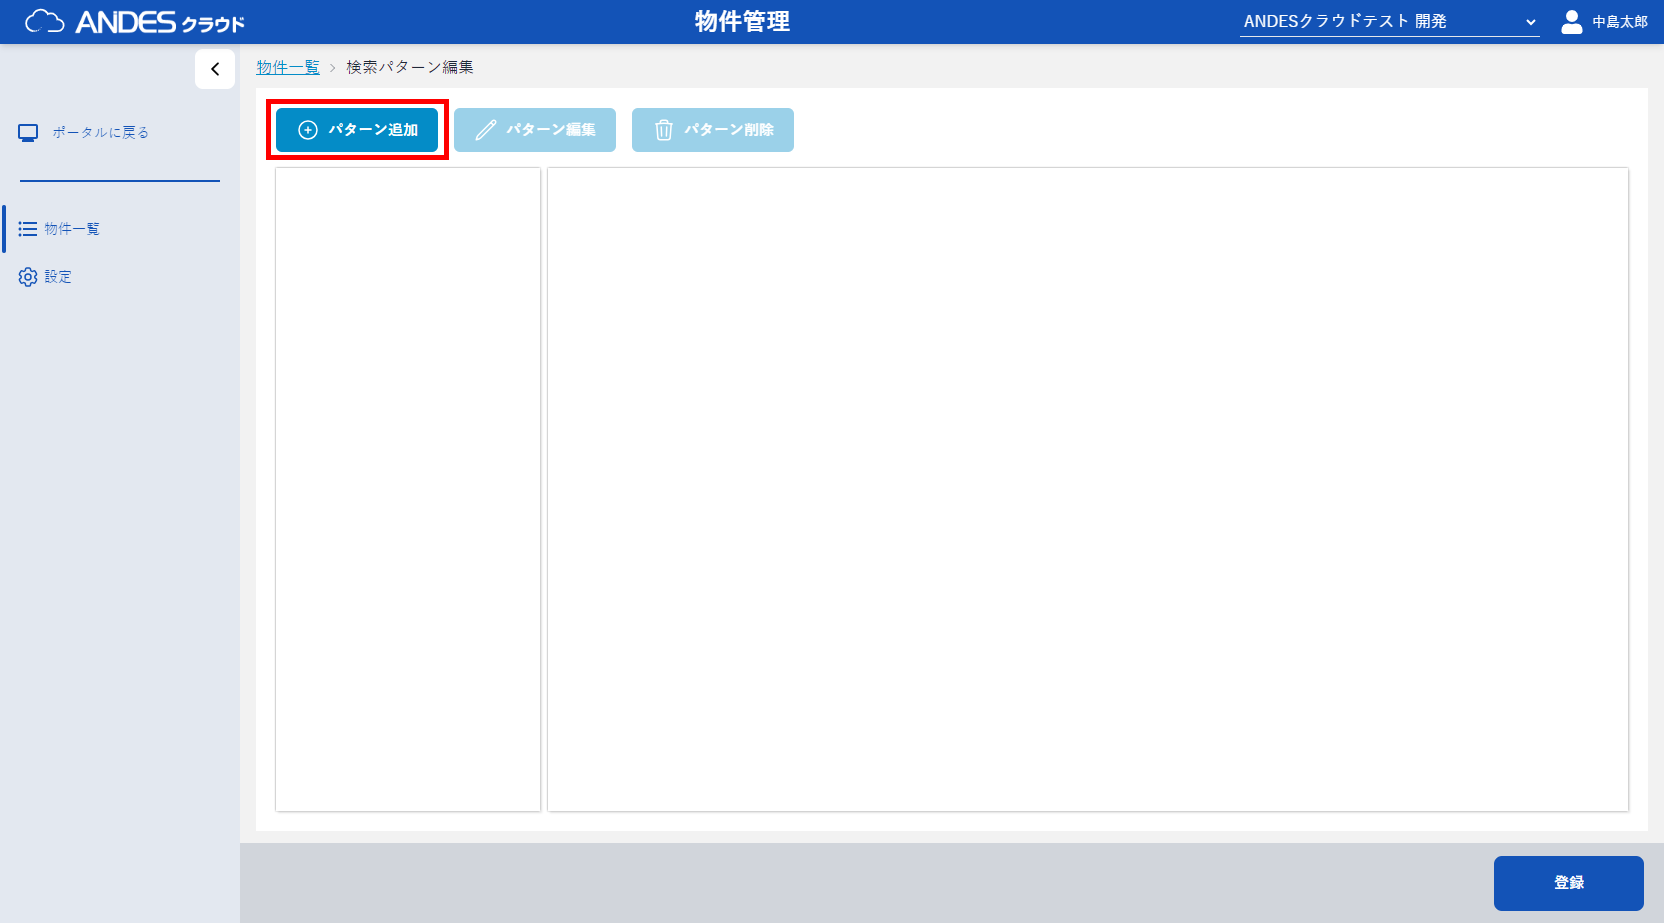 ANDES クラウド
物件管理
ANDESクラウドテスト 開発
中島太郎
物件一覧 > 検索パターン編集
ポータルに戻る
物件一覧
設定
パターン追加
パターン編集
パターン削除
登録